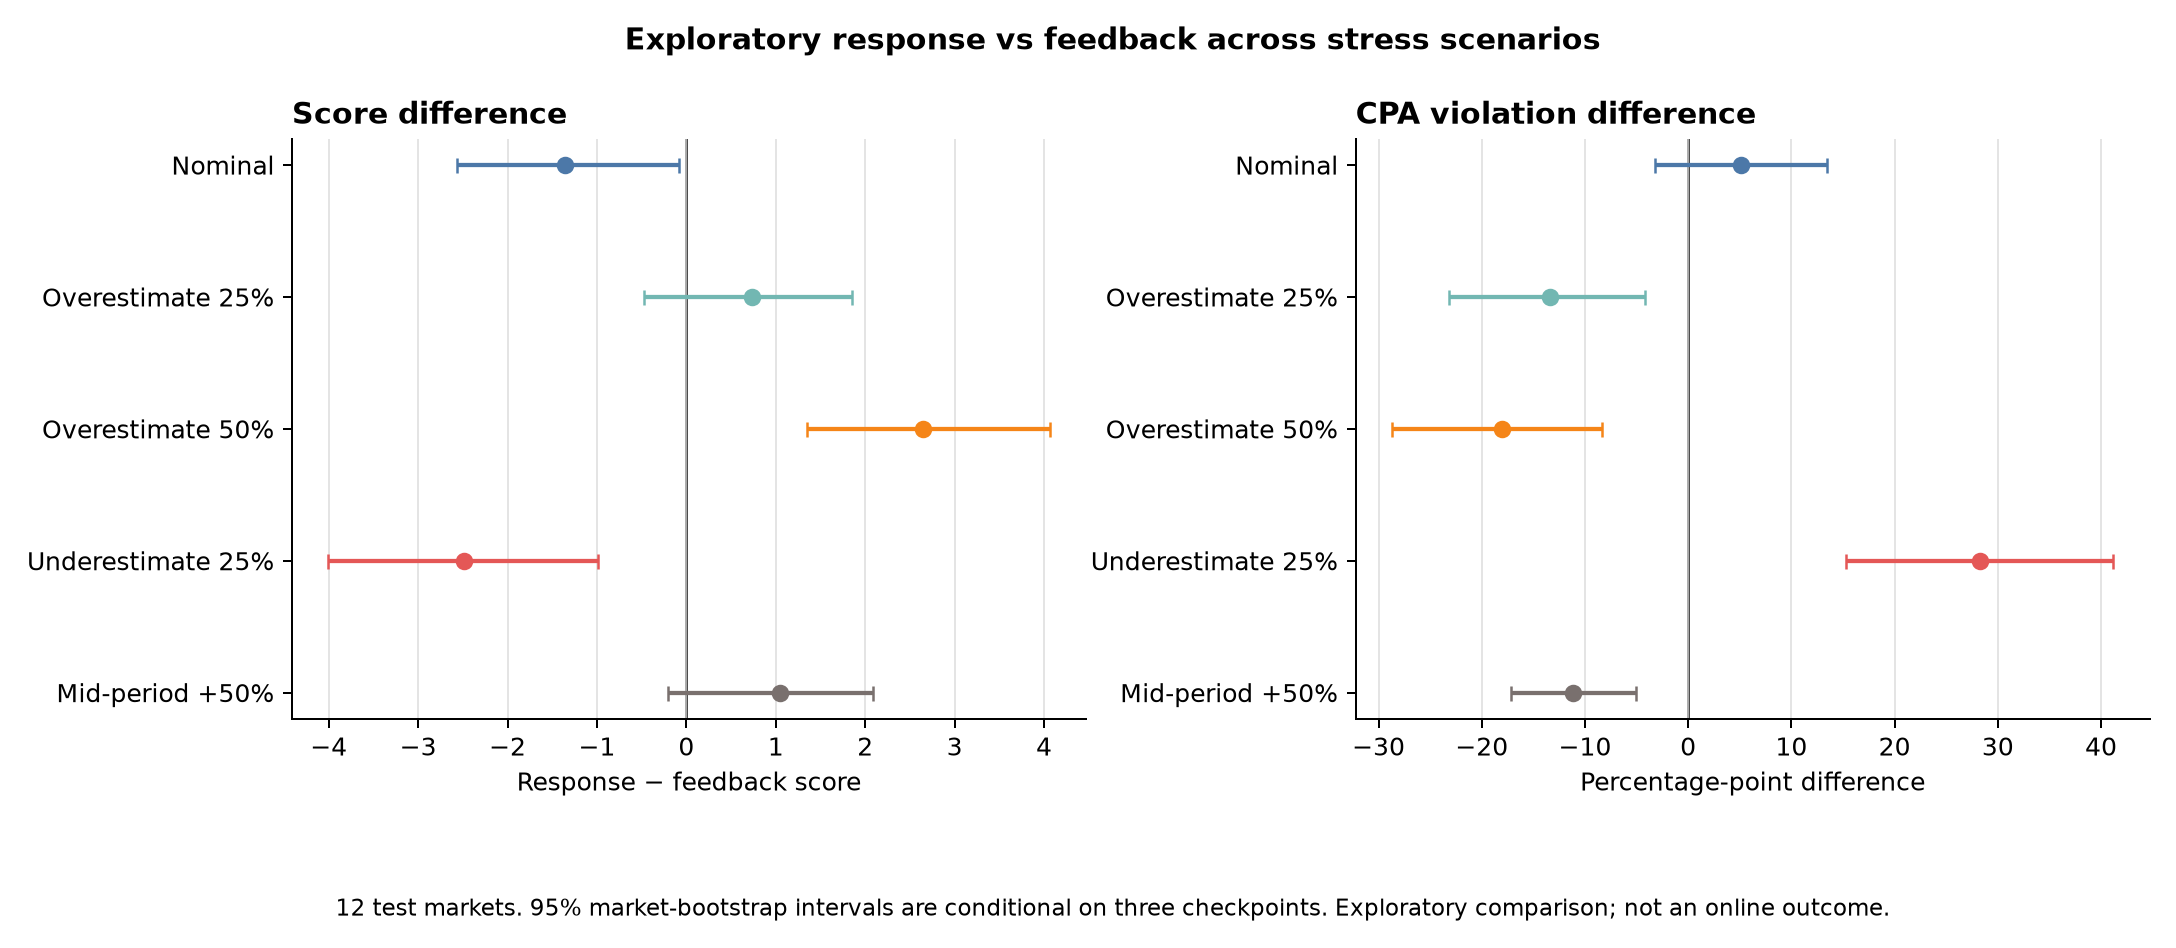 Exploratory response vs feedback across stress scenarios
Score difference
Nominal
Overestimate 25%
Overestimate 50%
Underestimate 25%
Mid-period +50%
−4 −3 −2 −1 0 1 2 3 4
Response − feedback score
CPA violation difference
Nominal
Overestimate 25%
Overestimate 50%
Underestimate 25%
Mid-period +50%
−30 −20 −10 0 10 20 30 40
Percentage-point difference
12 test markets. 95% market-bootstrap intervals are conditional on three checkpoints. Exploratory comparison; not an online outcome.